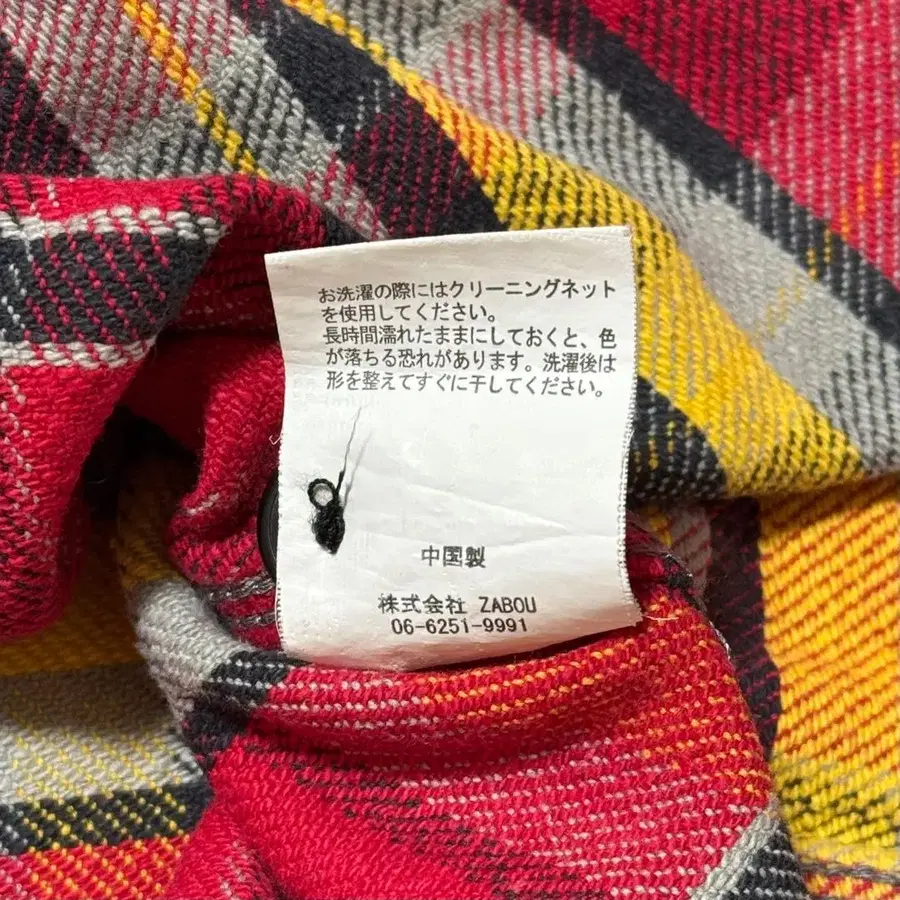 お洗濯の際にはクリーニングネット
を使用してください。
長時間濡れたままにしておくと、色
が落ちる恐れがあります。洗濯後は
形を整えてすぐに干してください。
中国製
株式会社 ZABOU
06-6251-9991